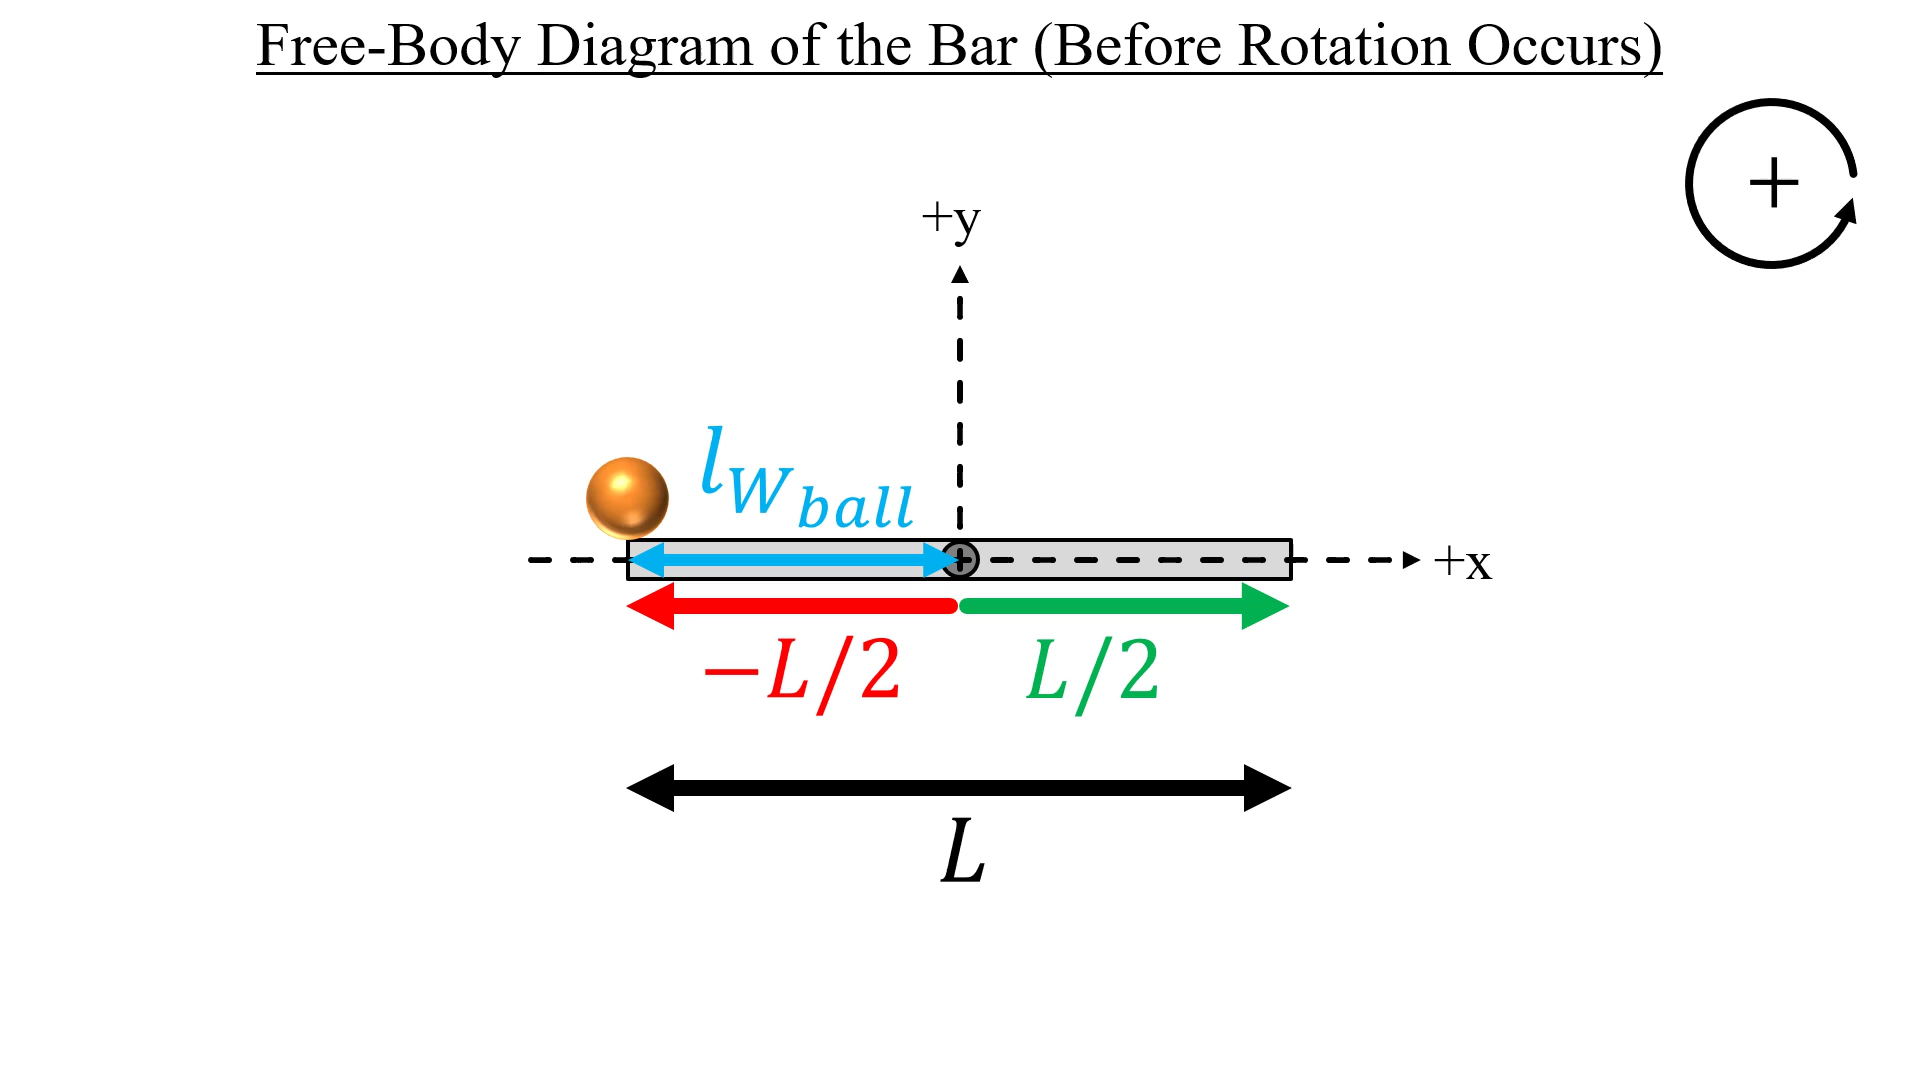 Free-Body Diagram of the Bar (Before Rotation Occurs)
+
+y
l_{W_{ball}}
+x
−L/2
L/2
L